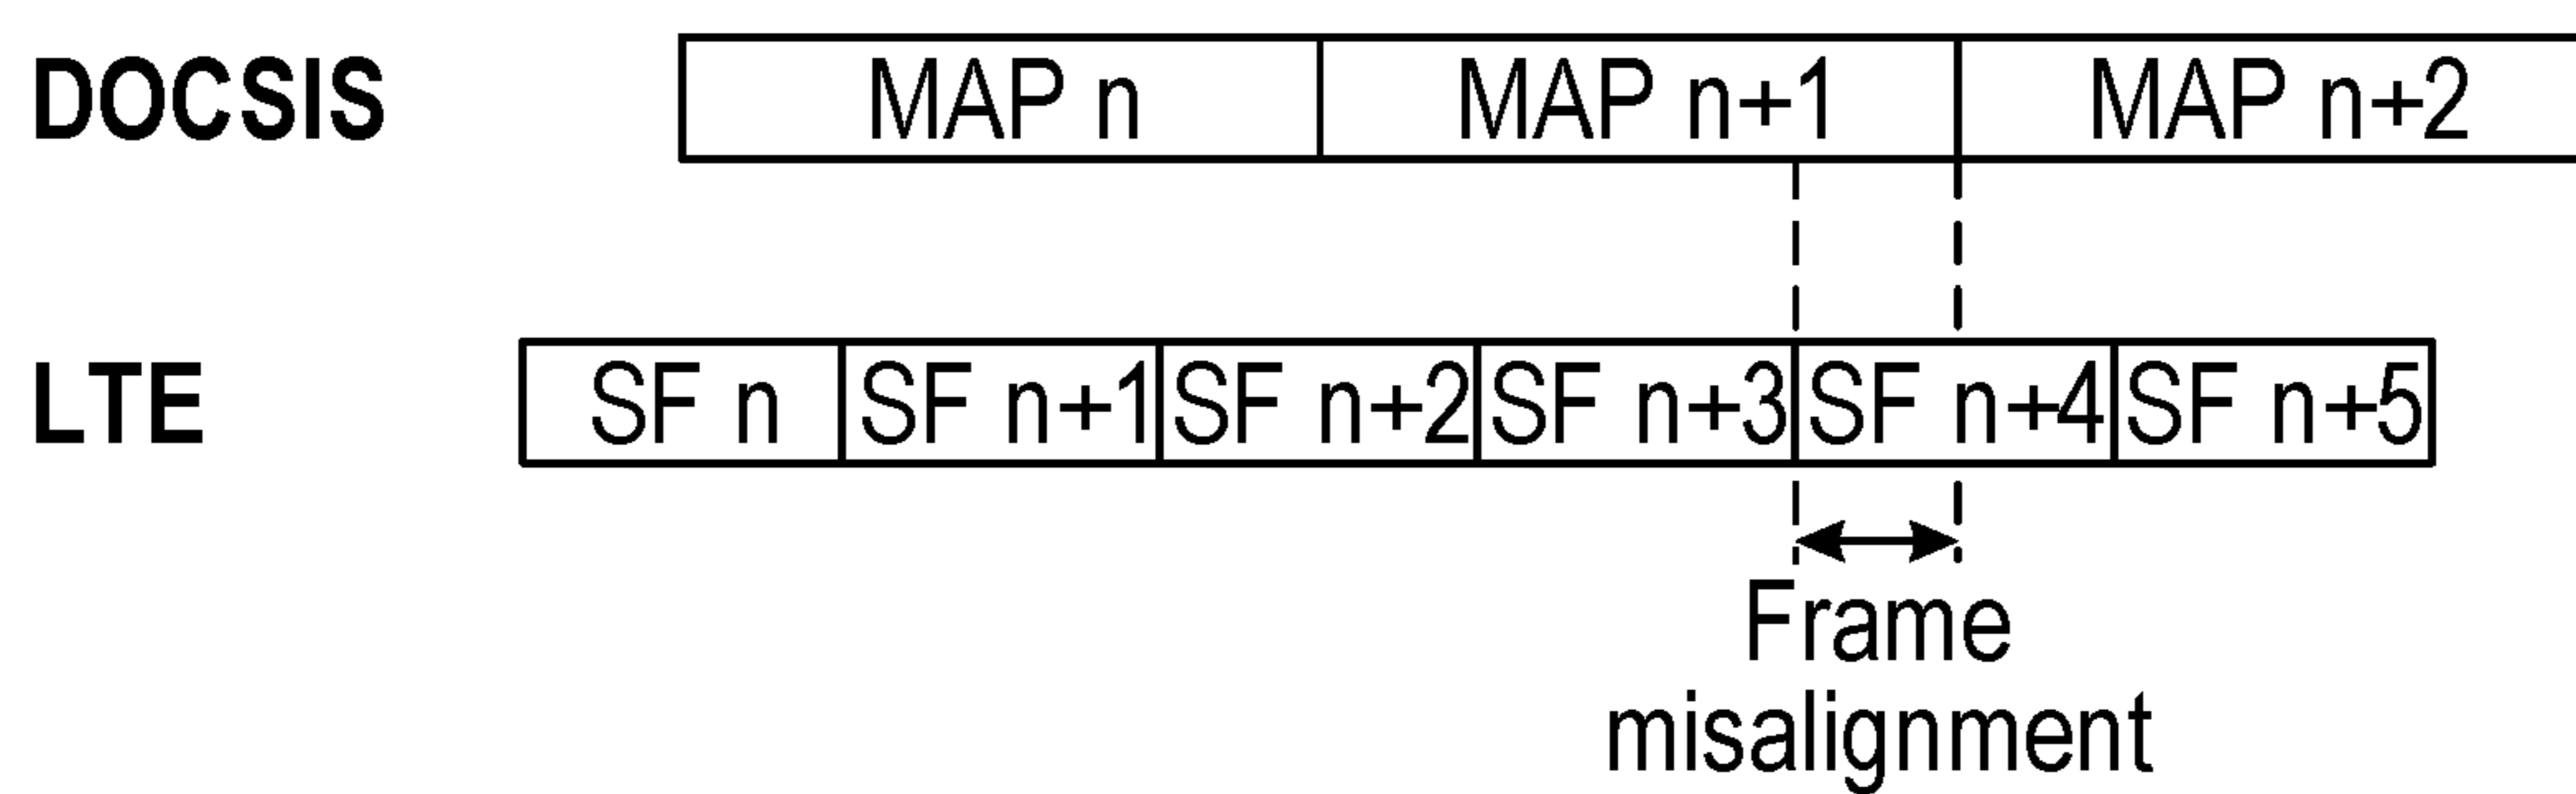 DOCSIS MAP n MAP n+1 MAP n+2
LTE SF n SF n+1 SF n+2 SF n+3 SF n+4 SF n+5
Frame
misalignment